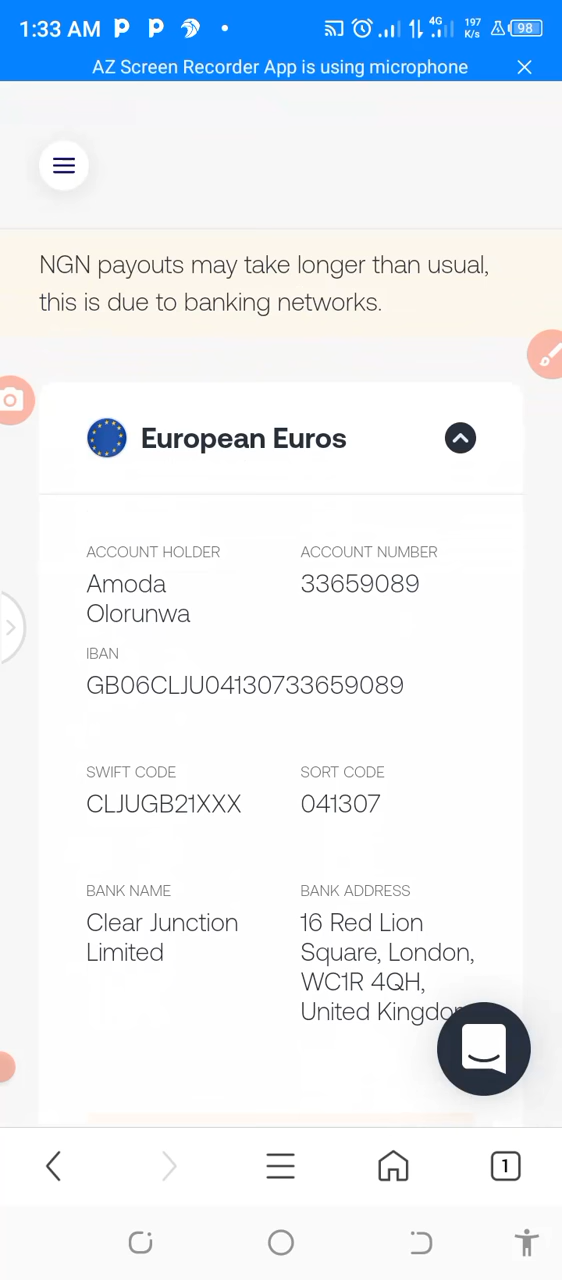 1:33 AM
4G
197
K/s
98
AZ Screen Recorder App is using microphone
NGN payouts may take longer than usual,
this is due to banking networks.
European Euros
ACCOUNT HOLDER
Amoda
Olorunwa
ACCOUNT NUMBER
33659089
IBAN
GB06CLJU04130733659089
SWIFT CODE
CLJUGB21XXX
SORT CODE
041307
BANK NAME
Clear Junction
Limited
BANK ADDRESS
16 Red Lion
Square, London,
WC1R 4QH,
United Kingdo
1